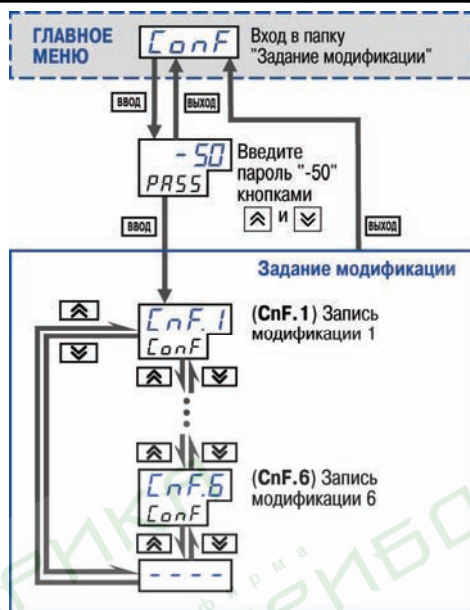 ГЛАВНОЕ
МЕНЮ
ConF
Вход в папку
"Задание модификации"
ВВОД
ВЫХОД
-50
PASS
Введите
пароль "-50"
кнопками
и
ВВОД
ВЫХОД
Задание модификации
CnF.1
ConF
(CnF.1) Запись
модификации 1
CnF.6
ConF
(CnF.6) Запись
модификации 6
----